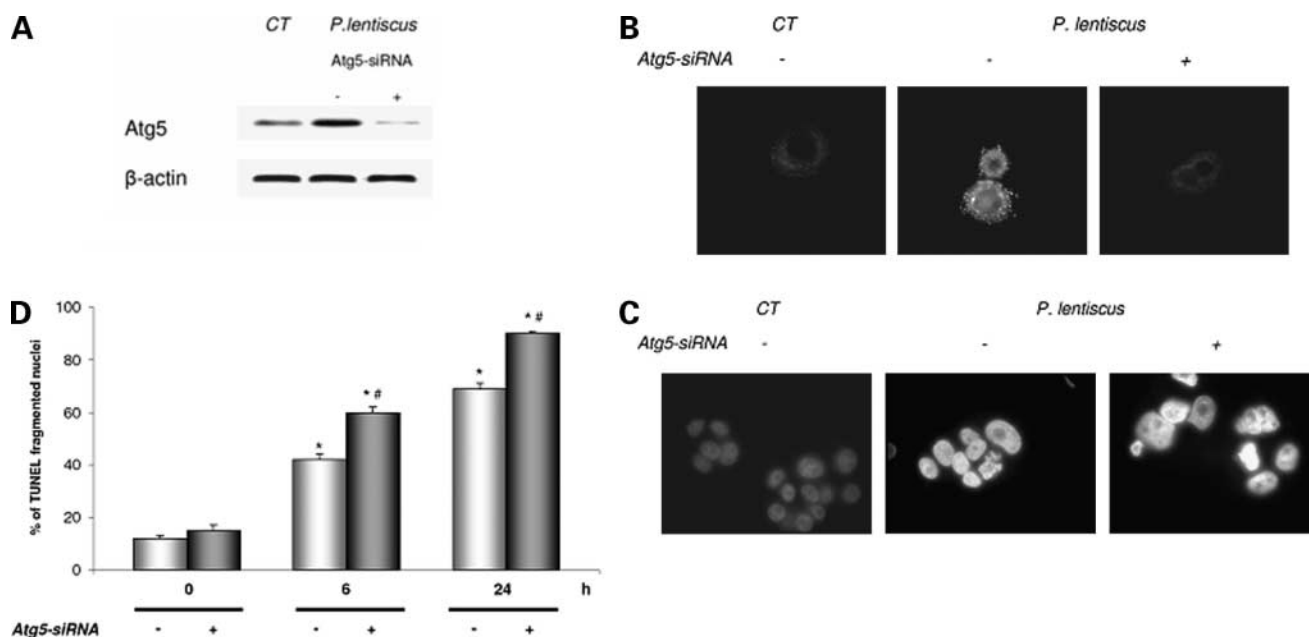 A
CT P.lentiscus
Atg5-siRNA
- +
Atg5
β-actin
B
CT P. lentiscus
Atg5-siRNA - - +
D
% of TUNEL fragmented nuclei
100
80
60
40
20
0
*
* #
*
* #
0 6 24 h
Atg5-siRNA - + - + - +
C
CT P. lentiscus
Atg5-siRNA - - +